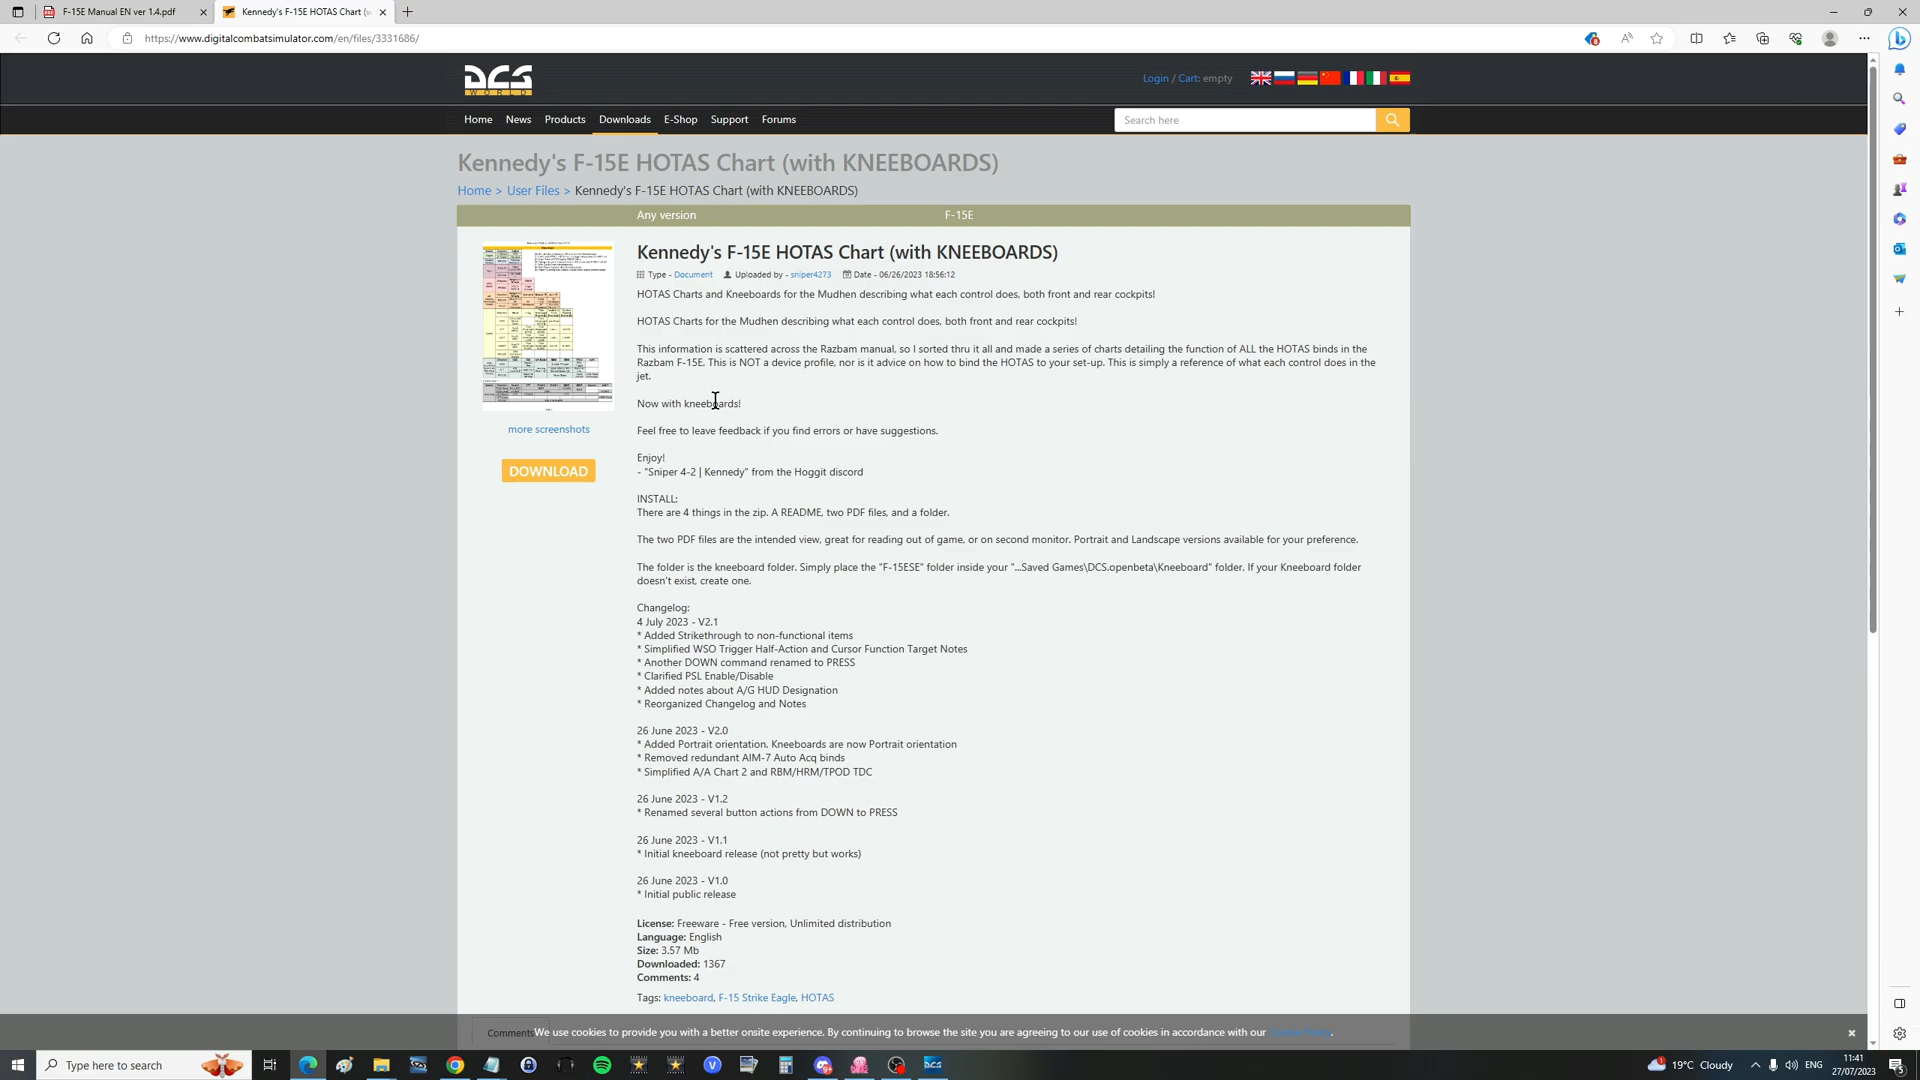 F-15E Manual EN ver 1.4.pdf
Kennedy's F-15E HOTAS Chart (w
https://www.digitalcombatsimulator.com/en/files/3331686/
DCS
WORLD
Login / Cart: empty
Home News Products Downloads E-Shop Support Forums
Search here
Kennedy's F-15E HOTAS Chart (with KNEEBOARDS)
Home > User Files > Kennedy's F-15E HOTAS Chart (with KNEEBOARDS)
Any version F-15E
Kennedy's F-15E HOTAS Chart (with KNEEBOARDS)
Type - Document Uploaded by - sniper4273 Date - 06/26/2023 18:56:12
HOTAS Charts and Kneeboards for the Mudhen describing what each control does, both front and rear cockpits!
HOTAS Charts for the Mudhen describing what each control does, both front and rear cockpits!
This information is scattered across the Razbam manual, so I sorted thru it all and made a series of charts detailing the function of ALL the HOTAS binds in the
Razbam F-15E. This is NOT a device profile, nor is it advice on how to bind the HOTAS to your set-up. This is simply a reference of what each control does in the
jet.
Now with kneeboards!
more screenshots
Feel free to leave feedback if you find errors or have suggestions.
Enjoy!
DOWNLOAD
- "Sniper 4-2 | Kennedy" from the Hoggit discord
INSTALL:
There are 4 things in the zip. A README, two PDF files, and a folder.
The two PDF files are the intended view, great for reading out of game, or on second monitor. Portrait and Landscape versions available for your preference.
The folder is the kneeboard folder. Simply place the "F-15ESE" folder inside your "...Saved Games\DCS.openbeta\Kneeboard" folder. If your Kneeboard folder
doesn't exist, create one.
Changelog:
4 July 2023 - V2.1
* Added Strikethrough to non-functional items
* Simplified WSO Trigger Half-Action and Cursor Function Target Notes
* Another DOWN command renamed to PRESS
* Clarified PSL Enable/Disable
* Added notes about A/G HUD Designation
* Reorganized Changelog and Notes
26 June 2023 - V2.0
* Added Portrait orientation. Kneeboards are now Portrait orientation
* Removed redundant AIM-7 Auto Acq binds
* Simplified A/A Chart 2 and RBM/HRM/TPOD TDC
26 June 2023 - V1.2
* Renamed several button actions from DOWN to PRESS
26 June 2023 - V1.1
* Initial kneeboard release (not pretty but works)
26 June 2023 - V1.0
* Initial public release
License: Freeware - Free version, Unlimited distribution
Language: English
Size: 3.57 Mb
Downloaded: 1367
Comments: 4
Tags: kneeboard, F-15 Strike Eagle, HOTAS
Comments
We use cookies to provide you with a better onsite experience. By continuing to browse the site you are agreeing to our use of cookies in accordance with our
Type here to search
19°C Cloudy
ENG
11:41
27/07/2023